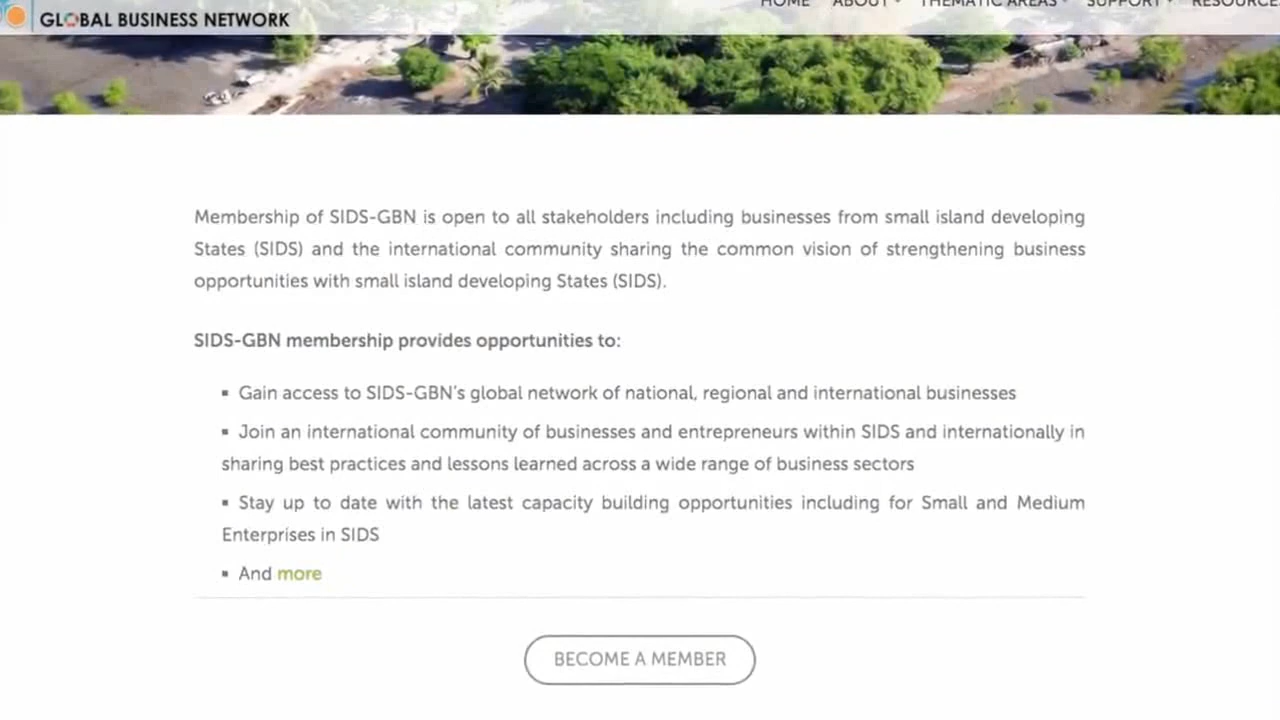 HOME ABOUT THEMATIC AREAS SUPPORT RESOURCES
GLOBAL BUSINESS NETWORK
Membership of SIDS-GBN is open to all stakeholders including businesses from small island developing
States (SIDS) and the international community sharing the common vision of strengthening business
opportunities with small island developing States (SIDS).
SIDS-GBN membership provides opportunities to:
▪ Gain access to SIDS-GBN's global network of national, regional and international businesses
▪ Join an international community of businesses and entrepreneurs within SIDS and internationally in
sharing best practices and lessons learned across a wide range of business sectors
▪ Stay up to date with the latest capacity building opportunities including for Small and Medium
Enterprises in SIDS
▪ And more
BECOME A MEMBER